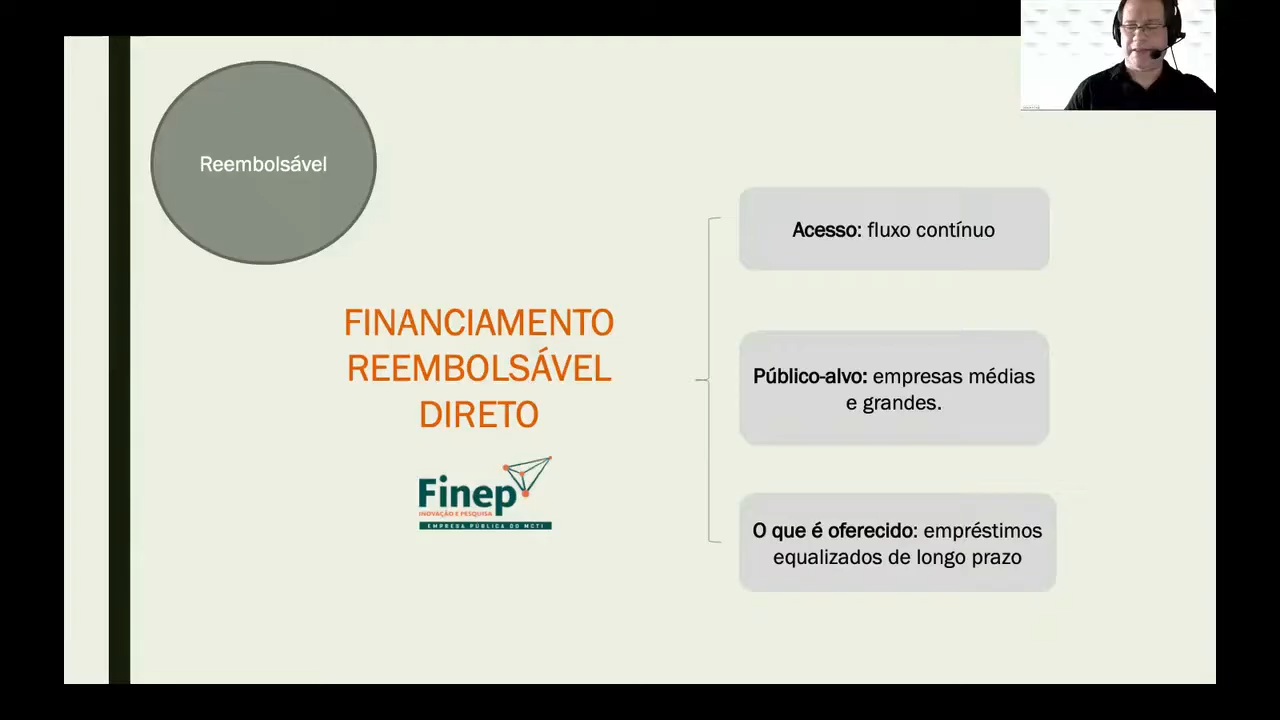 Reembolsável
FINANCIAMENTO
REEMBOLSÁVEL
DIRETO
Finep
INOVAÇÃO E PESQUISA
EMPRESA PÚBLICA DO MCTI
Acesso: fluxo contínuo
Público-alvo: empresas médias
e grandes.
O que é oferecido: empréstimos
equalizados de longo prazo